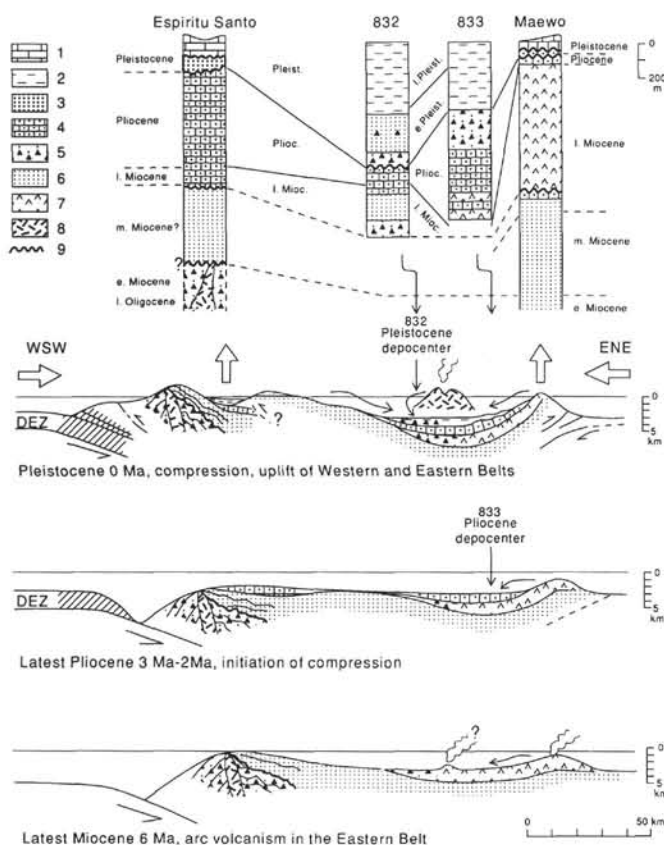 Espiritu Santo
832
833
Maewo
1
2
3
4
5
6
7
8
9
Pleistocene
Pliocene
l. Miocene
m. Miocene?
?
e. Miocene
l. Oligocene
Pleist.
Plioc.
l. Mioc.
l. Pleist.
e Pleist.
Plioc.
l. Mioc.
Pleistocene
Pliocene
l. Miocene
m. Miocene
e. Miocene
0
200
m
832
Pleistocene
depocenter
WSW
ENE
DEZ
?
0
5
km
Pleistocene 0 Ma, compression, uplift of Western and Eastern Belts
833
Pliocene
depocenter
DEZ
0
5
km
Latest Pliocene 3 Ma-2Ma, initiation of compression
?
0
5
km
Latest Miocene 6 Ma, arc volcanism in the Eastern Belt
0 50 km